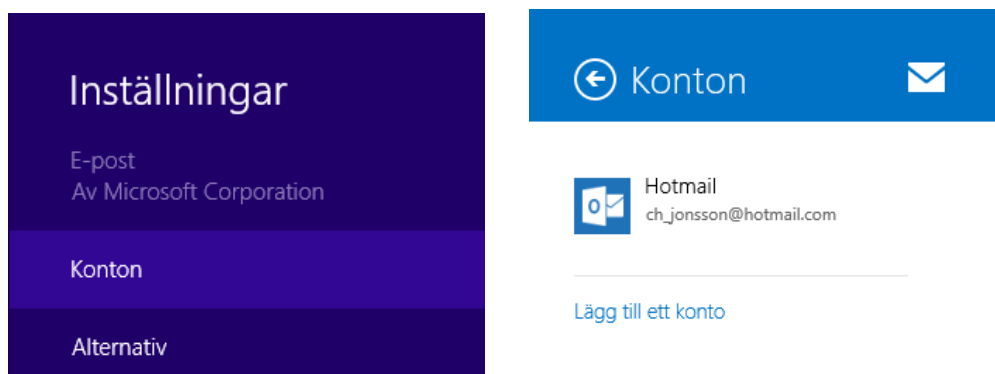 Inställningar
E-post
Av Microsoft Corporation
Konton
Alternativ
Konton
Hotmail
ch_jonsson@hotmail.com
Lägg till ett konto